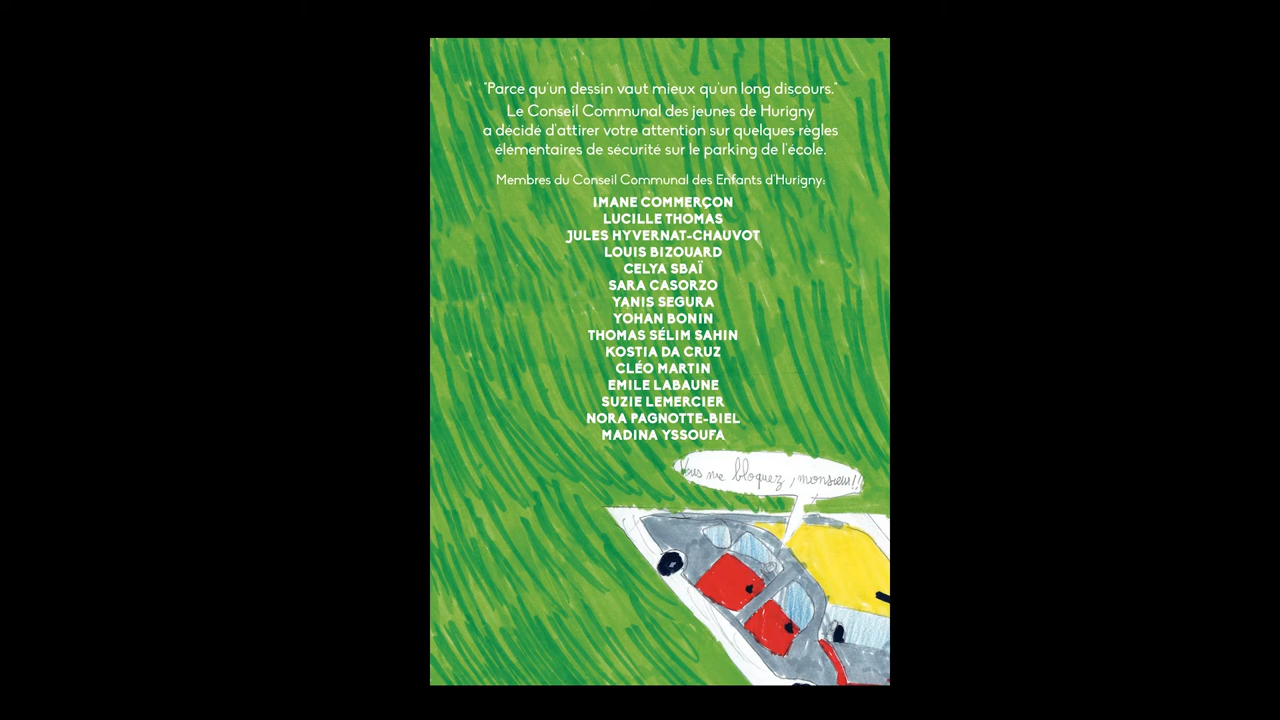 "Parce qu'un dessin vaut mieux qu'un long discours."
Le Conseil Communal des jeunes de Hurigny
a décidé d'attirer votre attention sur quelques règles
élémentaires de sécurité sur le parking de l'école.
Membres du Conseil Communal des Enfants d'Hurigny:
IMANE COMMERÇON
LUCILLE THOMAS
JULES HYVERNAT-CHAUVOT
LOUIS BIZOUARD
CELYA SBAÏ
SARA CASORZO
YANIS SEGURA
YOHAN BONIN
THOMAS SÉLIM SAHIN
KOSTIA DA CRUZ
CLÉO MARTIN
EMILE LABAUNE
SUZIE LEMERCIER
NORA PAGNOTTE-BIEL
MADINA YSSOUFA
Vous me bloquez, monsieur!!